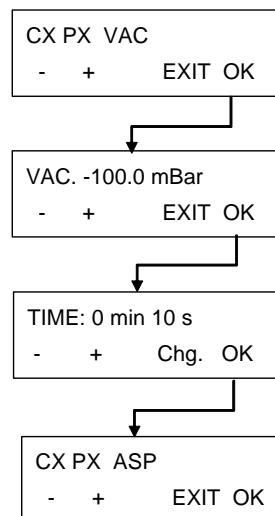 CX PX VAC
- + EXIT OK
VAC. -100.0 mBar
- + EXIT OK
TIME: 0 min 10 s
- + Chg. OK
CX PX ASP
- + EXIT OK